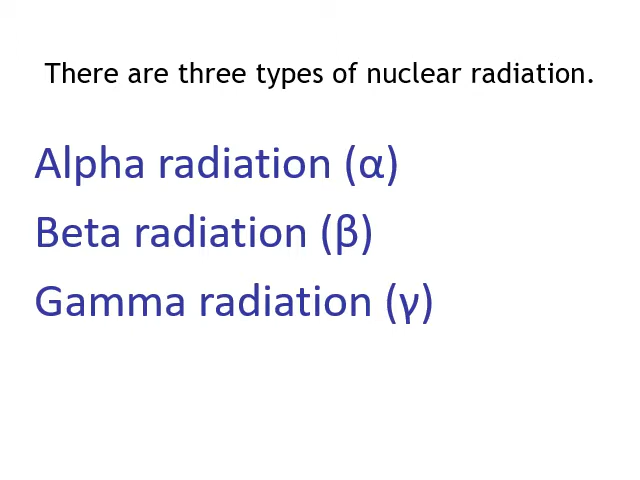 There are three types of nuclear radiation.
Alpha radiation (α)
Beta radiation (β)
Gamma radiation (γ)